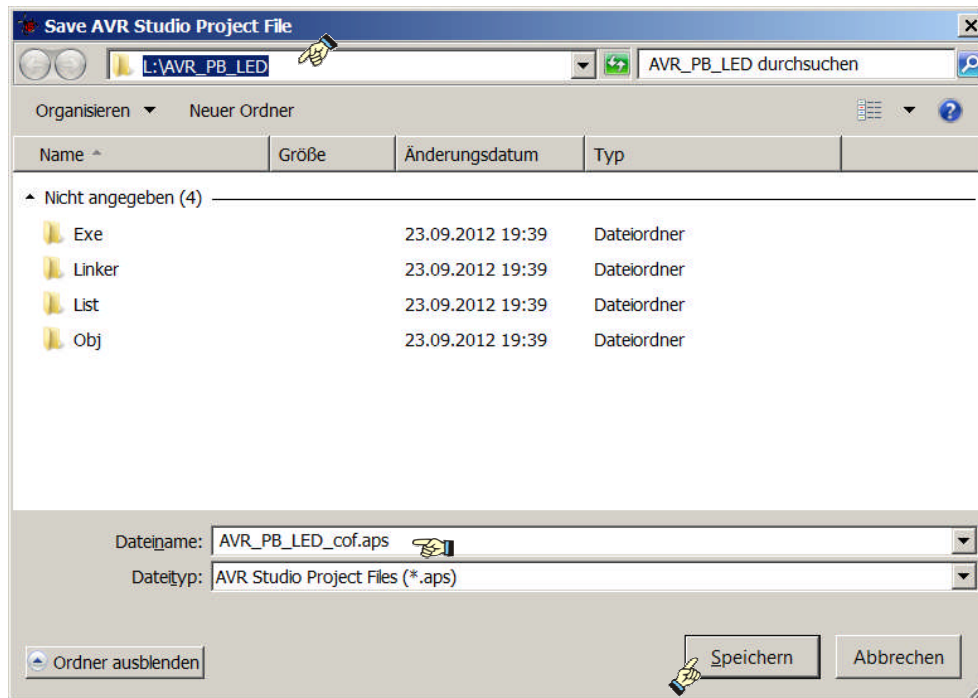 Save AVR Studio Project File
L:\AVR_PB_LED
AVR_PB_LED durchsuchen
Organisieren
Neuer Ordner
Name
Größe
Änderungsdatum
Typ
Nicht angegeben (4)
Exe 23.09.2012 19:39 Dateiordner
Linker 23.09.2012 19:39 Dateiordner
List 23.09.2012 19:39 Dateiordner
Obj 23.09.2012 19:39 Dateiordner
Dateiname: AVR_PB_LED_cof.aps
Dateityp: AVR Studio Project Files (*.aps)
Ordner ausblenden
Speichern
Abbrechen